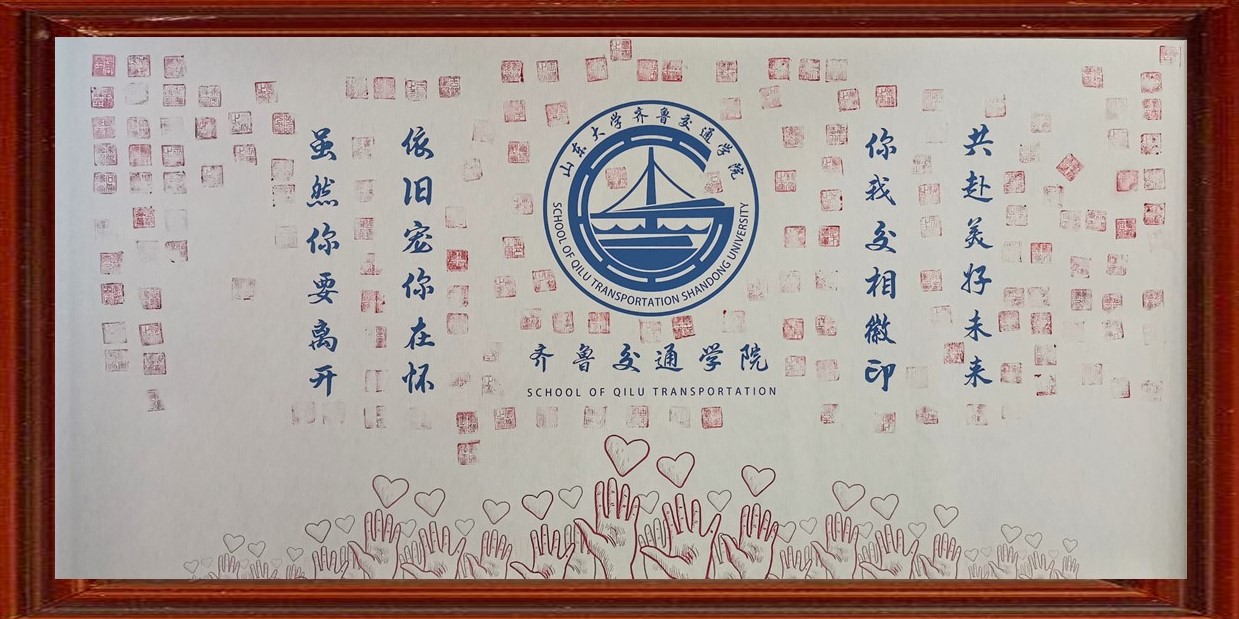 虽然你要离开
依旧宠你在怀
山东大学齐鲁交通学院
SCHOOL OF QILU TRANSPORTATION SHANDONG UNIVERSITY
齐鲁交通学院
SCHOOL OF QILU TRANSPORTATION
你我交相徽印
共赴美好未来